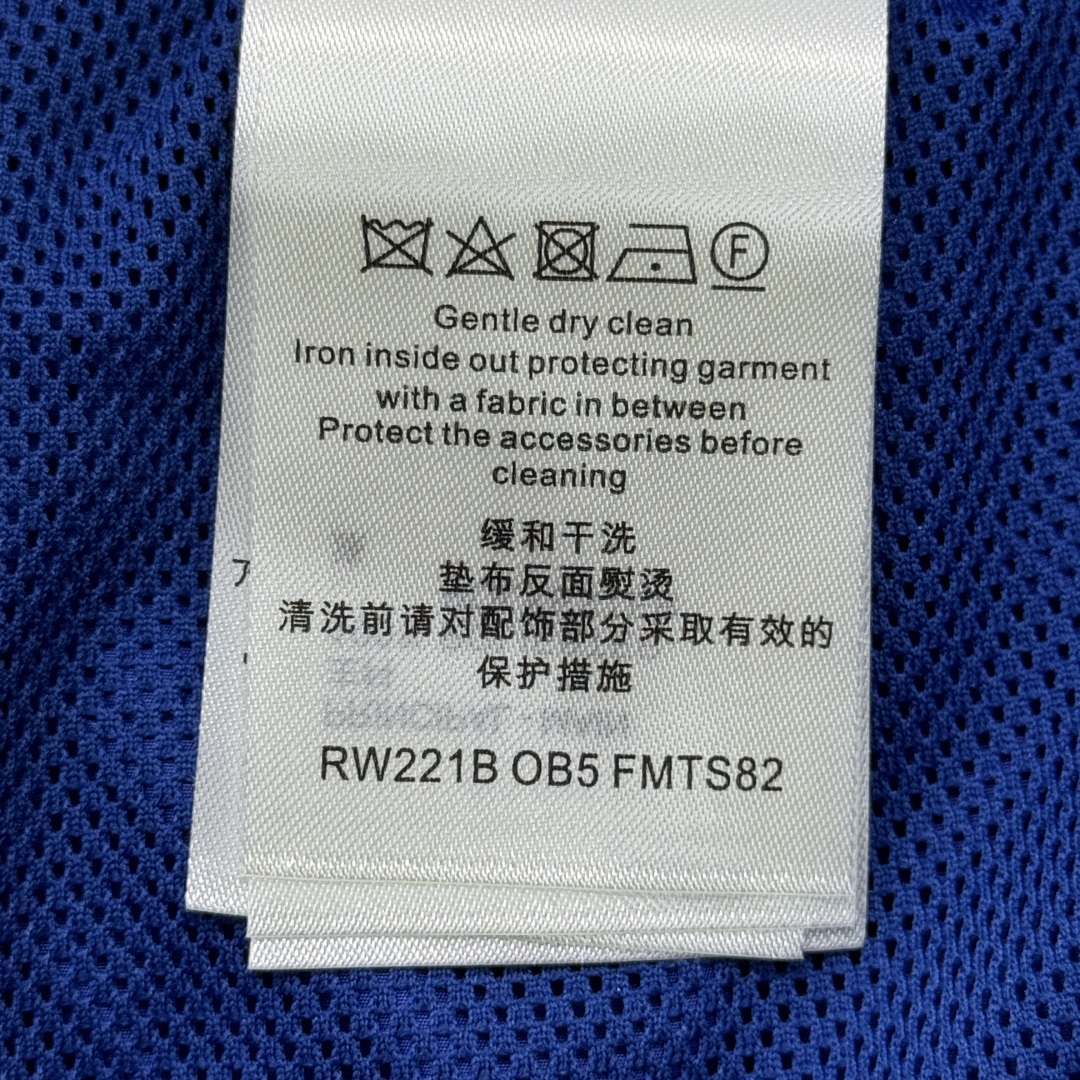 F
Gentle dry clean
Iron inside out protecting garment
with a fabric in between
Protect the accessories before
cleaning
缓和干洗
垫布反面熨烫
清洗前请对配饰部分采取有效的
保护措施
RW221B OB5 FMTS82